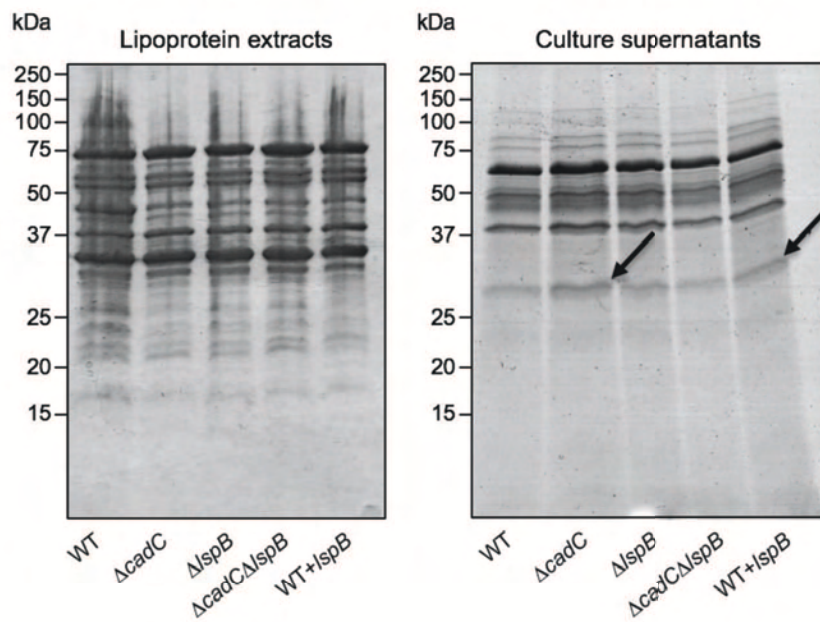 kDa
Lipoprotein extracts
250
150
100
75
50
37
25
20
15
WT
ΔcadC
ΔlspB
ΔcadCΔlspB
WT+lspB
kDa
Culture supernatants
250
150
100
75
50
37
25
20
15
WT
ΔcadC
ΔlspB
ΔcadCΔlspB
WT+lspB